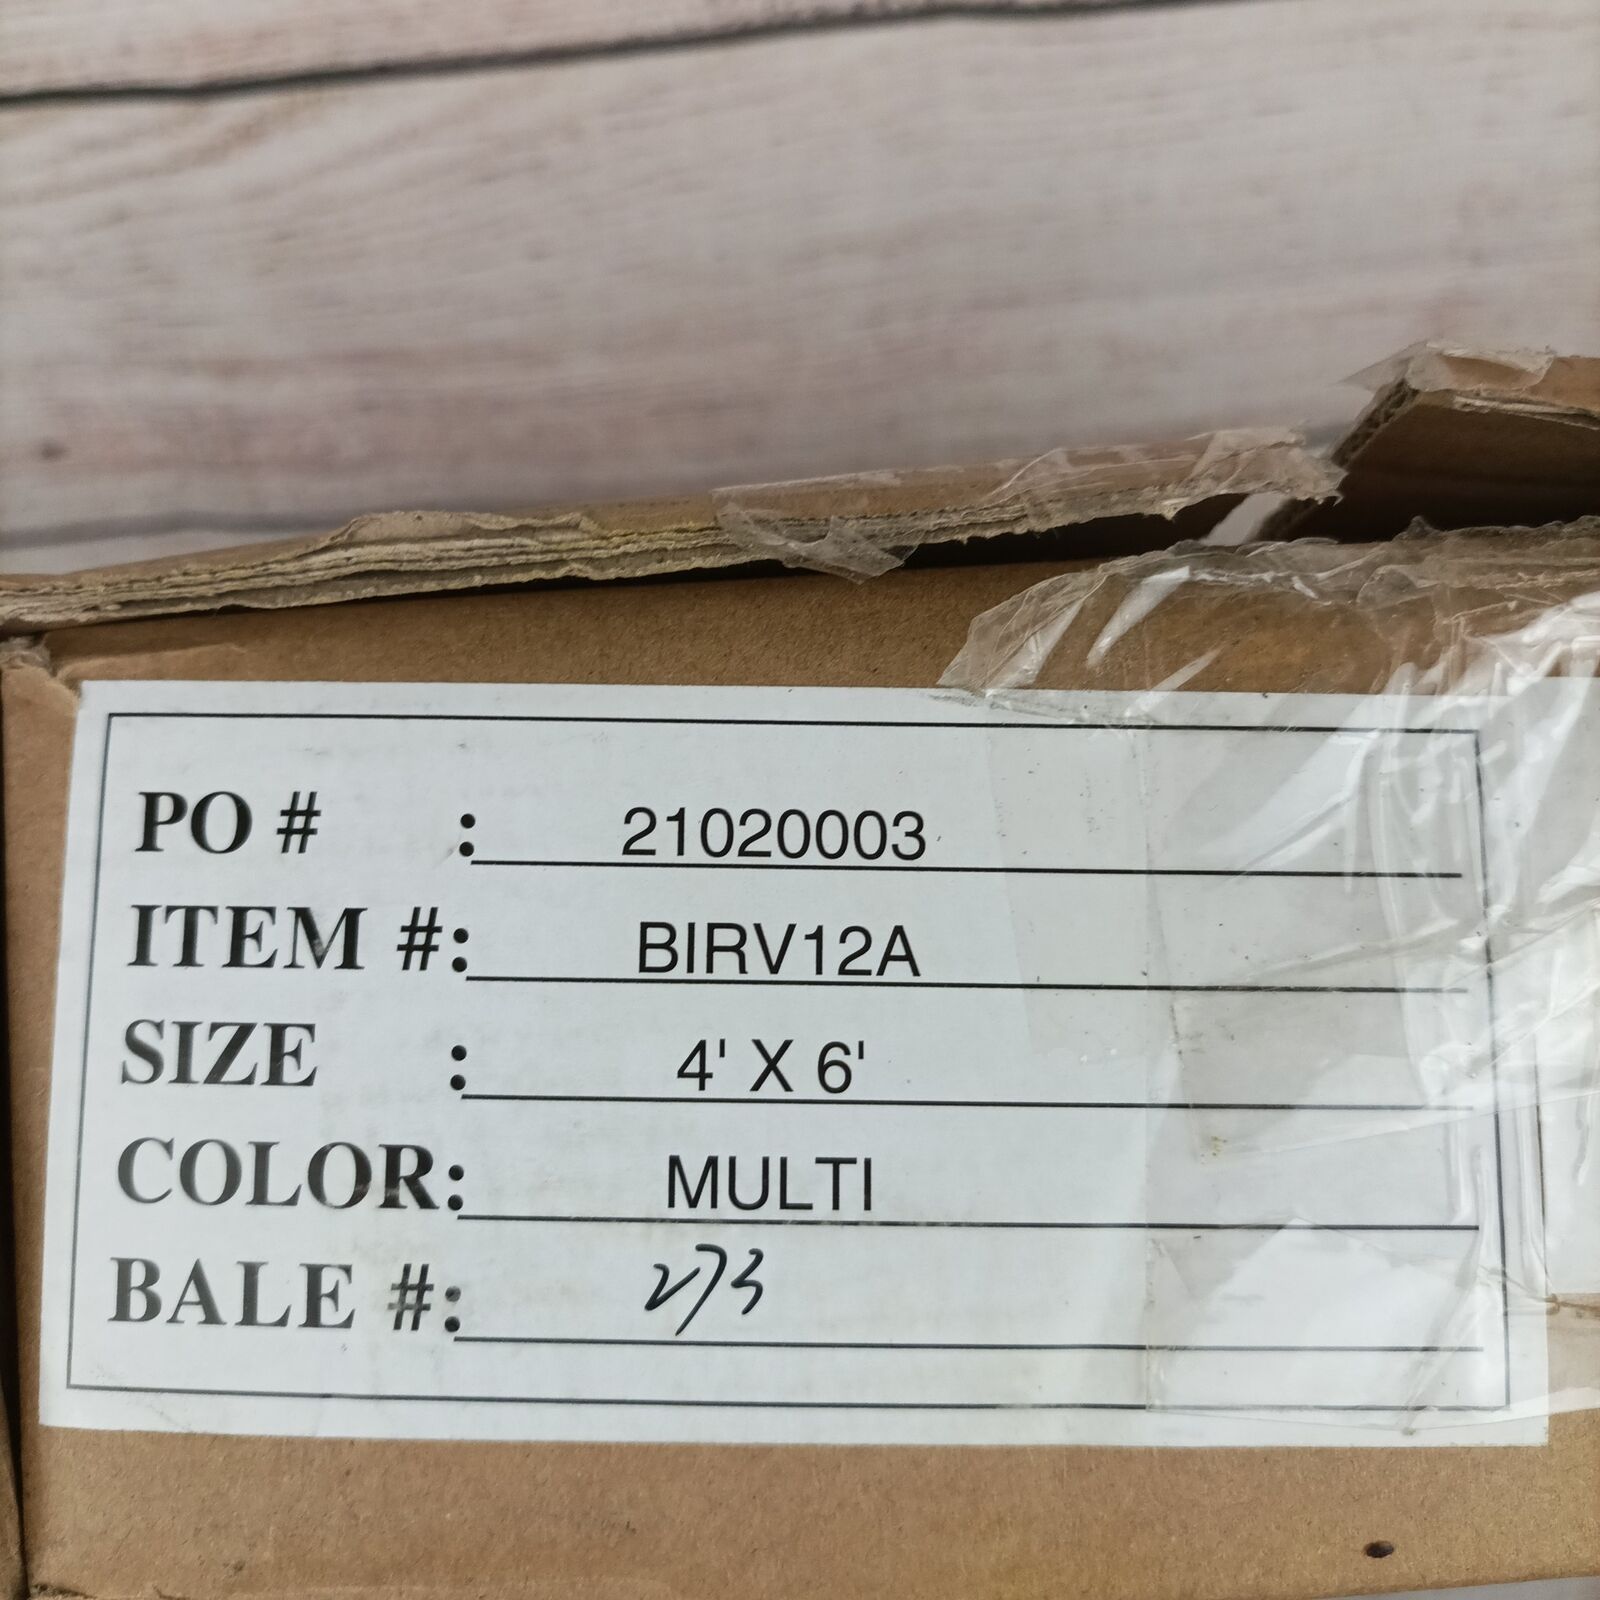 PO # : 21020003
ITEM #: BIRV12A
SIZE : 4' X 6'
COLOR: MULTI
BALE #: 273